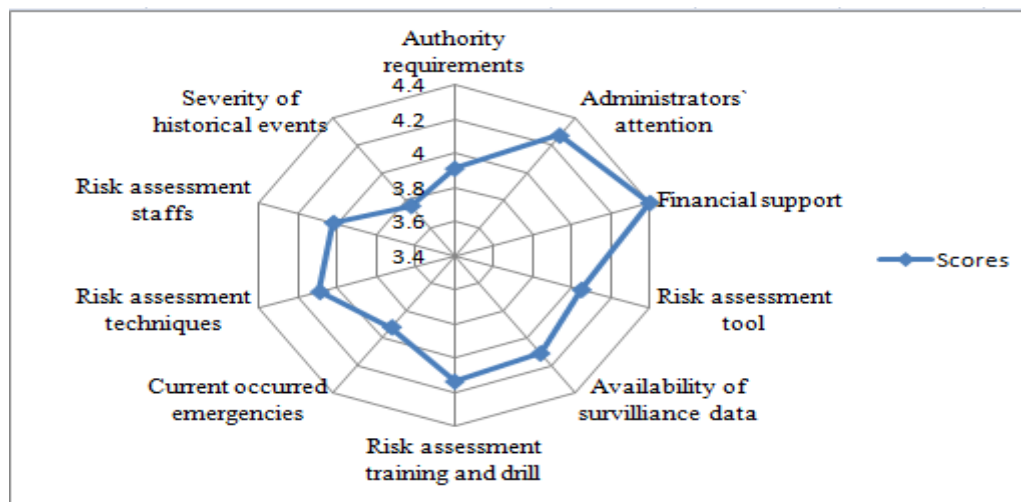 Authority
requirements
Administrators`
attention
Financial support
Risk assessment
tool
Availability of
survilliance data
Risk assessment
training and drill
Current occurred
emergencies
Risk assessment
techniques
Risk assessment
staffs
Severity of
historical events
4.4
4.2
4
3.8
3.6
3.4
Scores